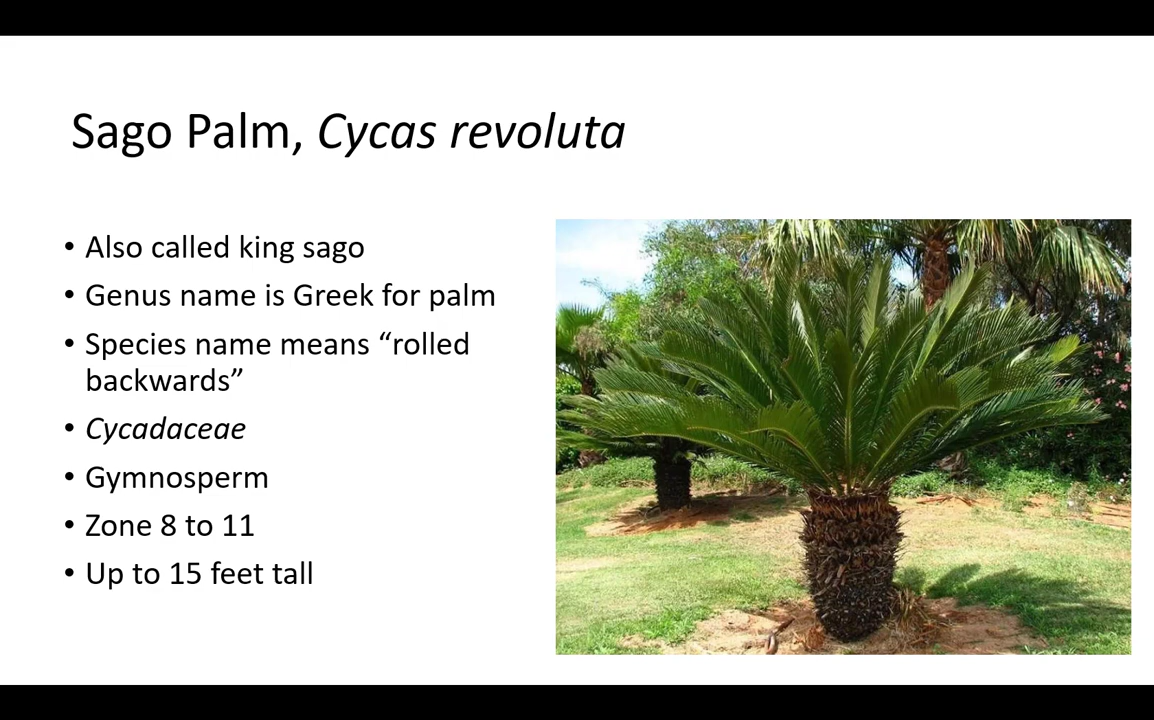 Sago Palm, Cycas revoluta
• Also called king sago
• Genus name is Greek for palm
• Species name means “rolled
backwards”
• Cycadaceae
• Gymnosperm
• Zone 8 to 11
• Up to 15 feet tall